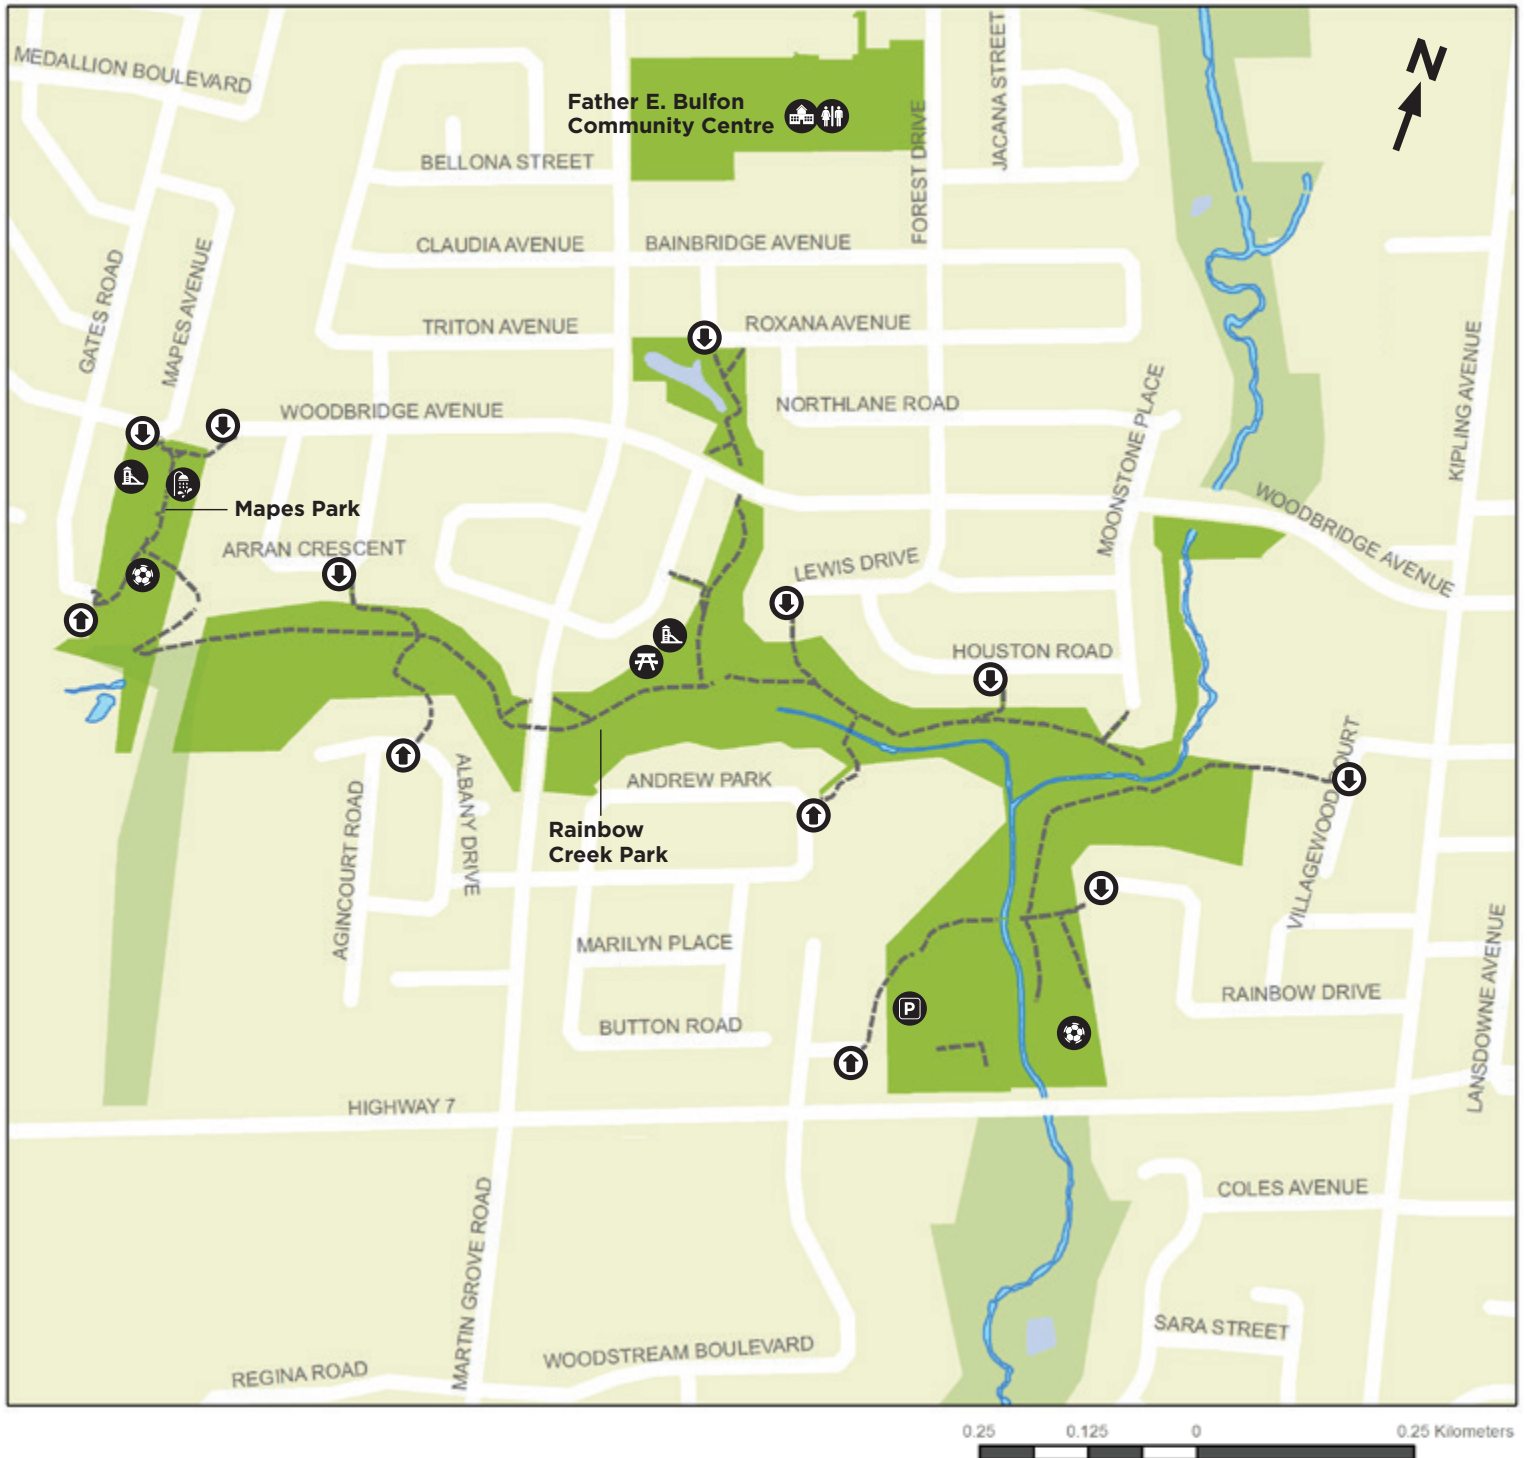 MEDALLION BOULEVARD
N
JACANA STREET
Father E. Bulfon
Community Centre
FOREST DRIVE
BELLONA STREET
CLAUDIA AVENUE
BAINBRIDGE AVENUE
GATES ROAD
MAPES AVENUE
TRITON AVENUE
ROXANA AVENUE
KIPLING AVENUE
WOODBRIDGE AVENUE
NORTHLANE ROAD
MOONSTONE PLACE
Mapes Park
WOODBRIDGE AVENUE
ARRAN CRESCENT
LEWIS DRIVE
HOUSTON ROAD
ANDREW PARK
ALBANY DRIVE
AGINCOURT ROAD
VILLAGEWOOD COURT
Rainbow
Creek Park
MARILYN PLACE
RAINBOW DRIVE
LANSDOWNE AVENUE
BUTTON ROAD
P
HIGHWAY 7
MARTIN GROVE ROAD
COLES AVENUE
SARA STREET
WOODSTREAM BOULEVARD
REGINA ROAD
0.25 0.125 0 0.25 Kilometers